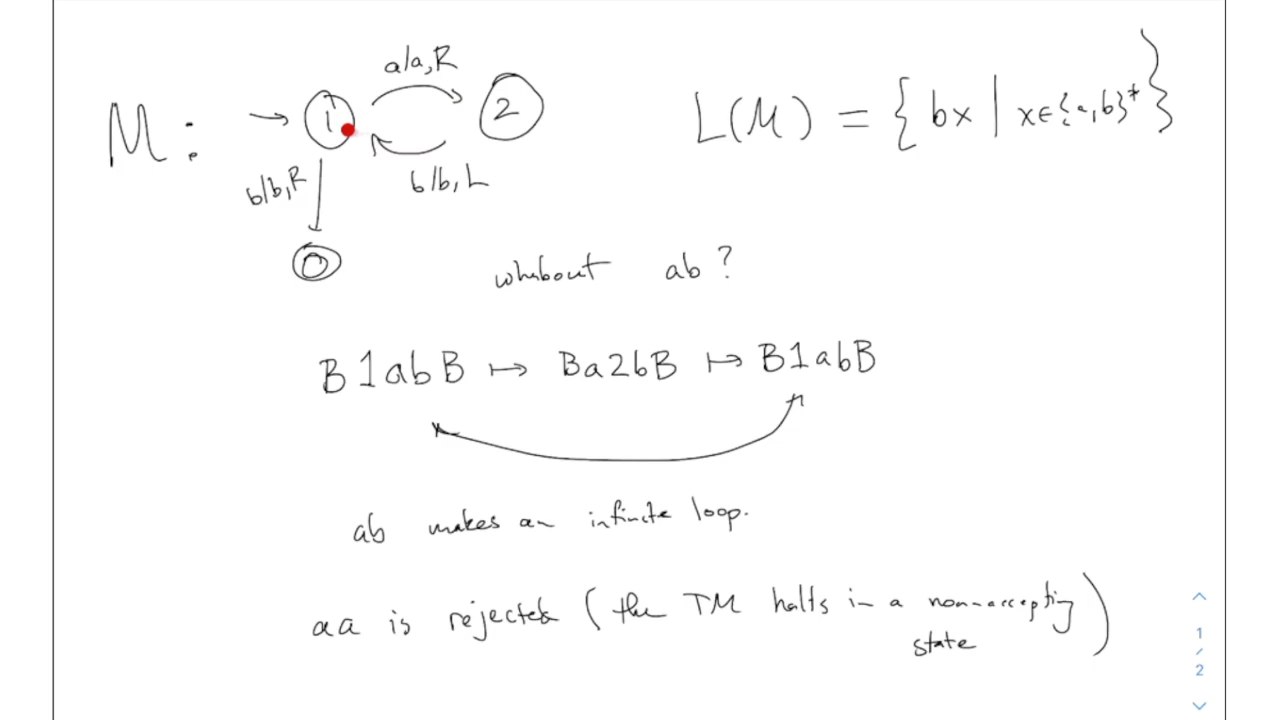 a/a, R
M: → 1 2 L(M) = { bx | x∈{a,b}* }
b/b, R b/b, L
0
whabout ab ?
B1abB ↦ Ba2bB ↦ B1abB
ab makes an infinite loop.
aa is rejected (the TM halts in a non-accepting
state)
1
/
2